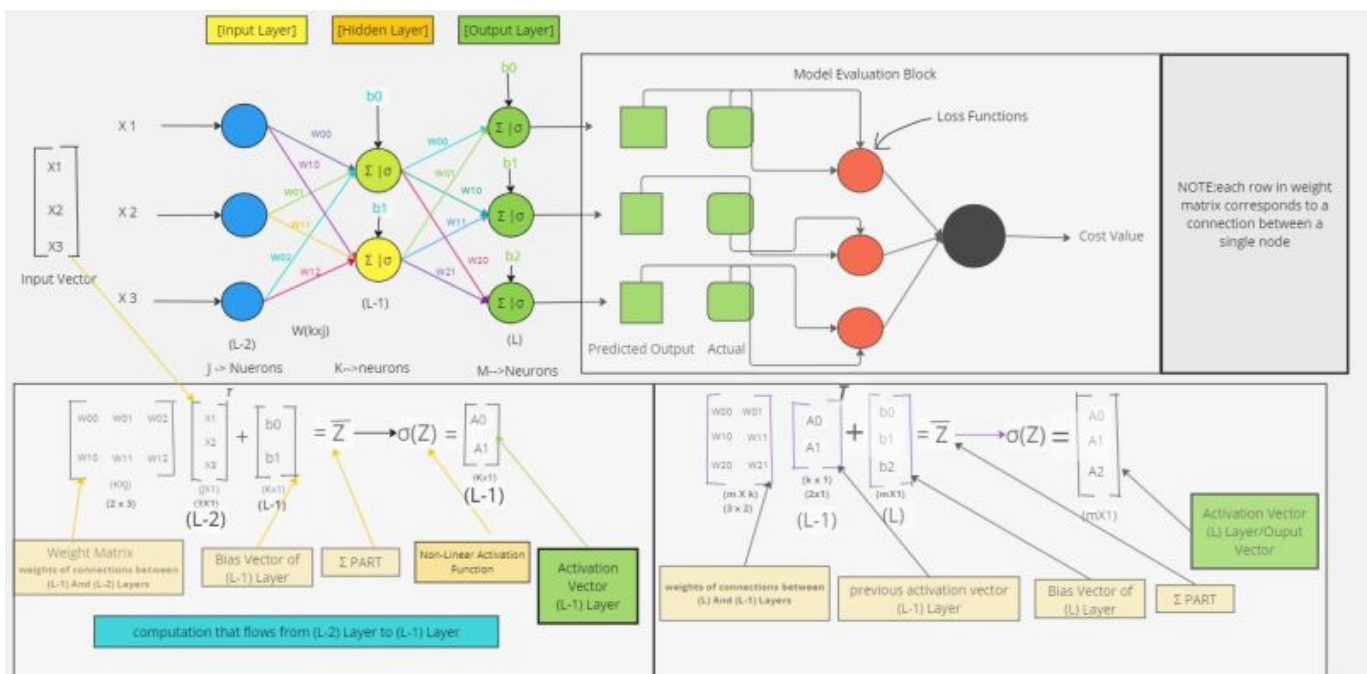 [Input Layer]
[Hidden Layer]
[Output Layer]
X1
X2
X3
Input Vector
X 1
X 2
X 3
W00
W10
W01
W11
W02
W12
(L-2)
J -> Nuerons
W(kxj)
b0
Σ |σ
b1
Σ |σ
(L-1)
K-->neurons
W00
W01
W10
W11
W20
W21
b0
Σ |σ
b1
Σ |σ
b2
Σ |σ
(L)
M-->Neurons
Model Evaluation Block
Loss Functions
Predicted Output
Actual
Cost Value
NOTE:each row in weight
matrix corresponds to a
connection between a
single node
W00 W01 W02
W10 W11 W12
(Kxj)
(2 x 3)
T
X1
X2
X3
(JX1)
(3X1)
(L-2)
+
b0
b1
(Kx1)
(L-1)
= Z
σ(Z) =
A0
A1
(Kx1)
(L-1)
Weight Matrix
weights of connections between
(L-1) And (L-2) Layers
Bias Vector of
(L-1) Layer
Σ PART
Non-Linear Activation
Function
Activation
Vector
(L-1) Layer
computation that flows from (L-2) Layer to (L-1) Layer
W00 W01
W10 W11
W20 W21
(m X k)
(3 x 2)
T
A0
A1
(k x 1)
(2x1)
(L-1)
+
b0
b1
b2
(mX1)
(L)
= Z
σ(Z) =
A0
A1
A2
(mX1)
weights of connections between
(L) And (L-1) Layers
previous activation vector
(L-1) Layer
Bias Vector of
(L) Layer
Σ PART
Activation Vector
(L) Layer/Ouput
Vector